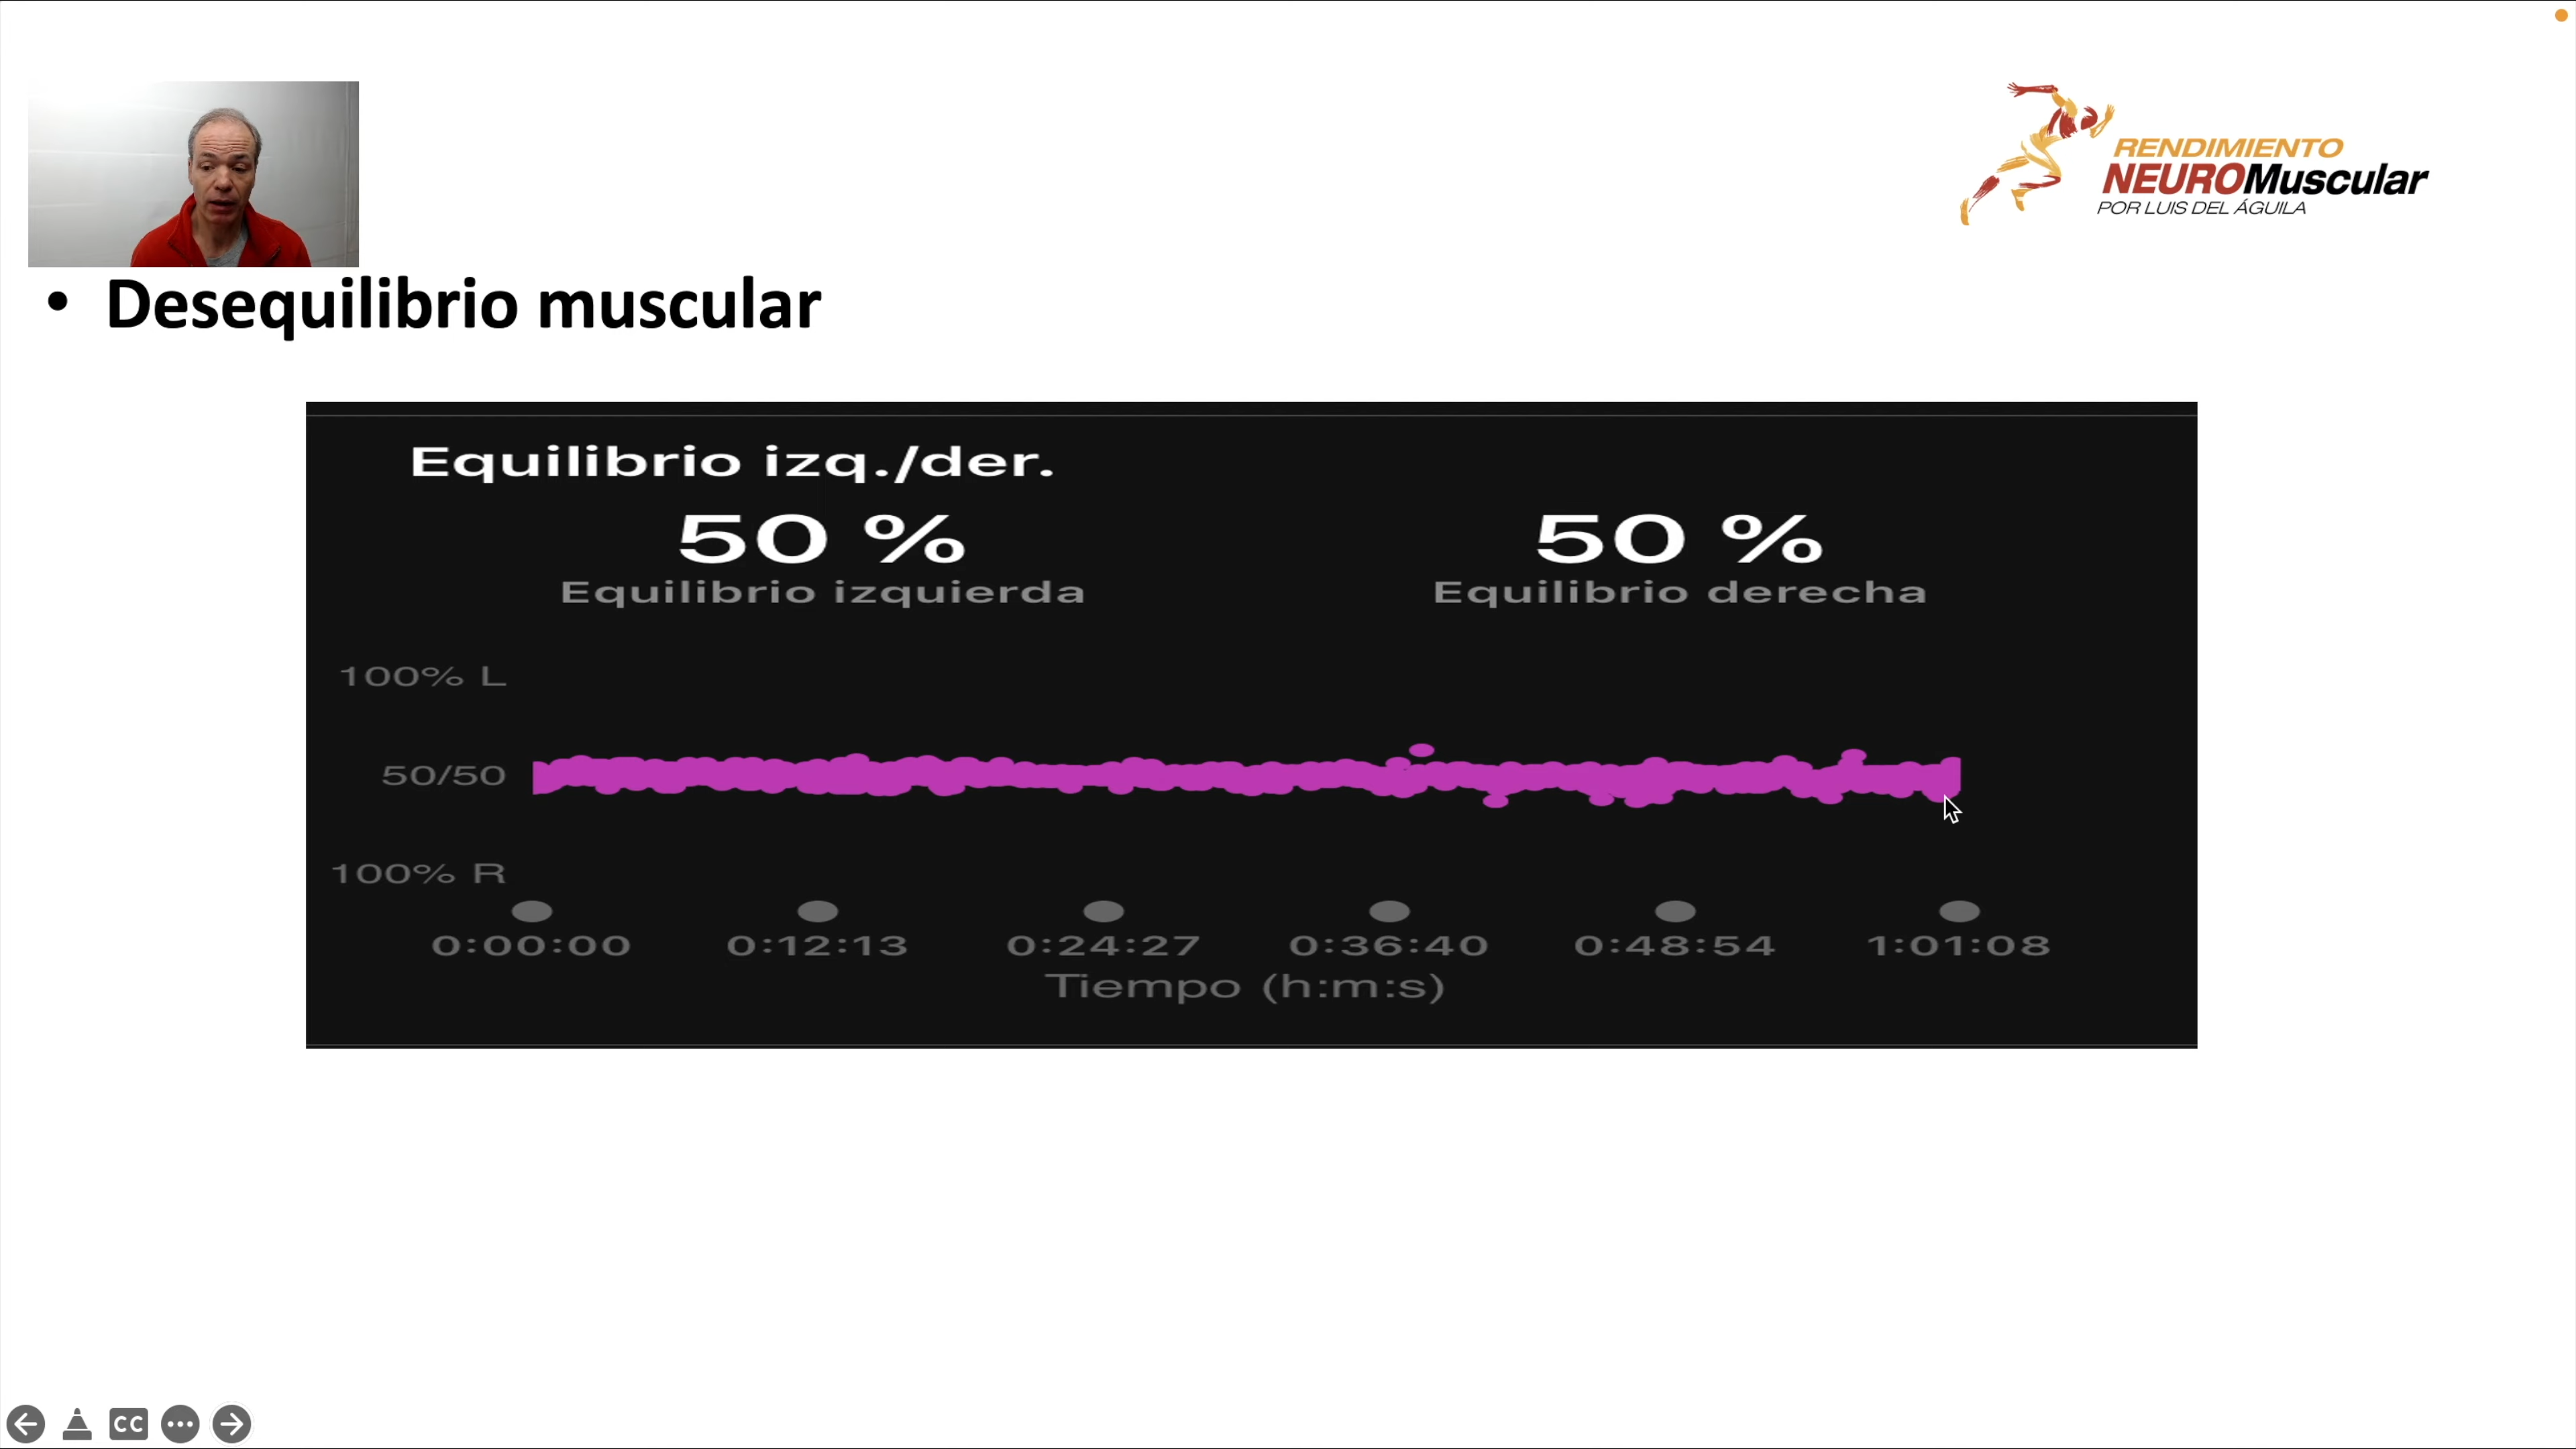 RENDIMIENTO
NEUROMuscular
POR LUIS DEL ÁGUILA
• Desequilibrio muscular
Equilibrio izq./der.
50 % 50 %
Equilibrio izquierda Equilibrio derecha
100% L
50/50
100% R
0:00:00 0:12:13 0:24:27 0:36:40 0:48:54 1:01:08
Tiempo (h:m:s)
CC